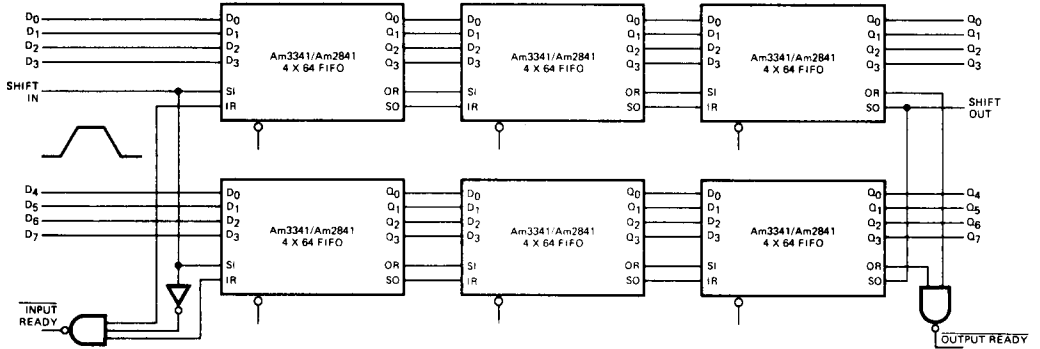 D0 D0 Q0 D0 Q0 D0 Q0 Q0
D1 D1 Q1 D1 Q1 D1 Q1 Q1
D2 D2 Q2 D2 Q2 D2 Q2 Q2
D3 D3 Q3 D3 Q3 D3 Q3 Q3
Am3341/Am2841 Am3341/Am2841 Am3341/Am2841
4 X 64 FIFO 4 X 64 FIFO 4 X 64 FIFO
SHIFT IN
SI OR SI OR SI OR
IR SO IR SO IR SO
SHIFT OUT
D4 D0 Q0 D0 Q0 D0 Q0 Q4
D5 D1 Q1 D1 Q1 D1 Q1 Q5
D6 D2 Q2 D2 Q2 D2 Q2 Q6
D7 D3 Q3 D3 Q3 D3 Q3 Q7
Am3341/Am2841 Am3341/Am2841 Am3341/Am2841
4 X 64 FIFO 4 X 64 FIFO 4 X 64 FIFO
SI OR SI OR SI OR
IR SO IR SO IR SO
INPUT
READY
OUTPUT READY